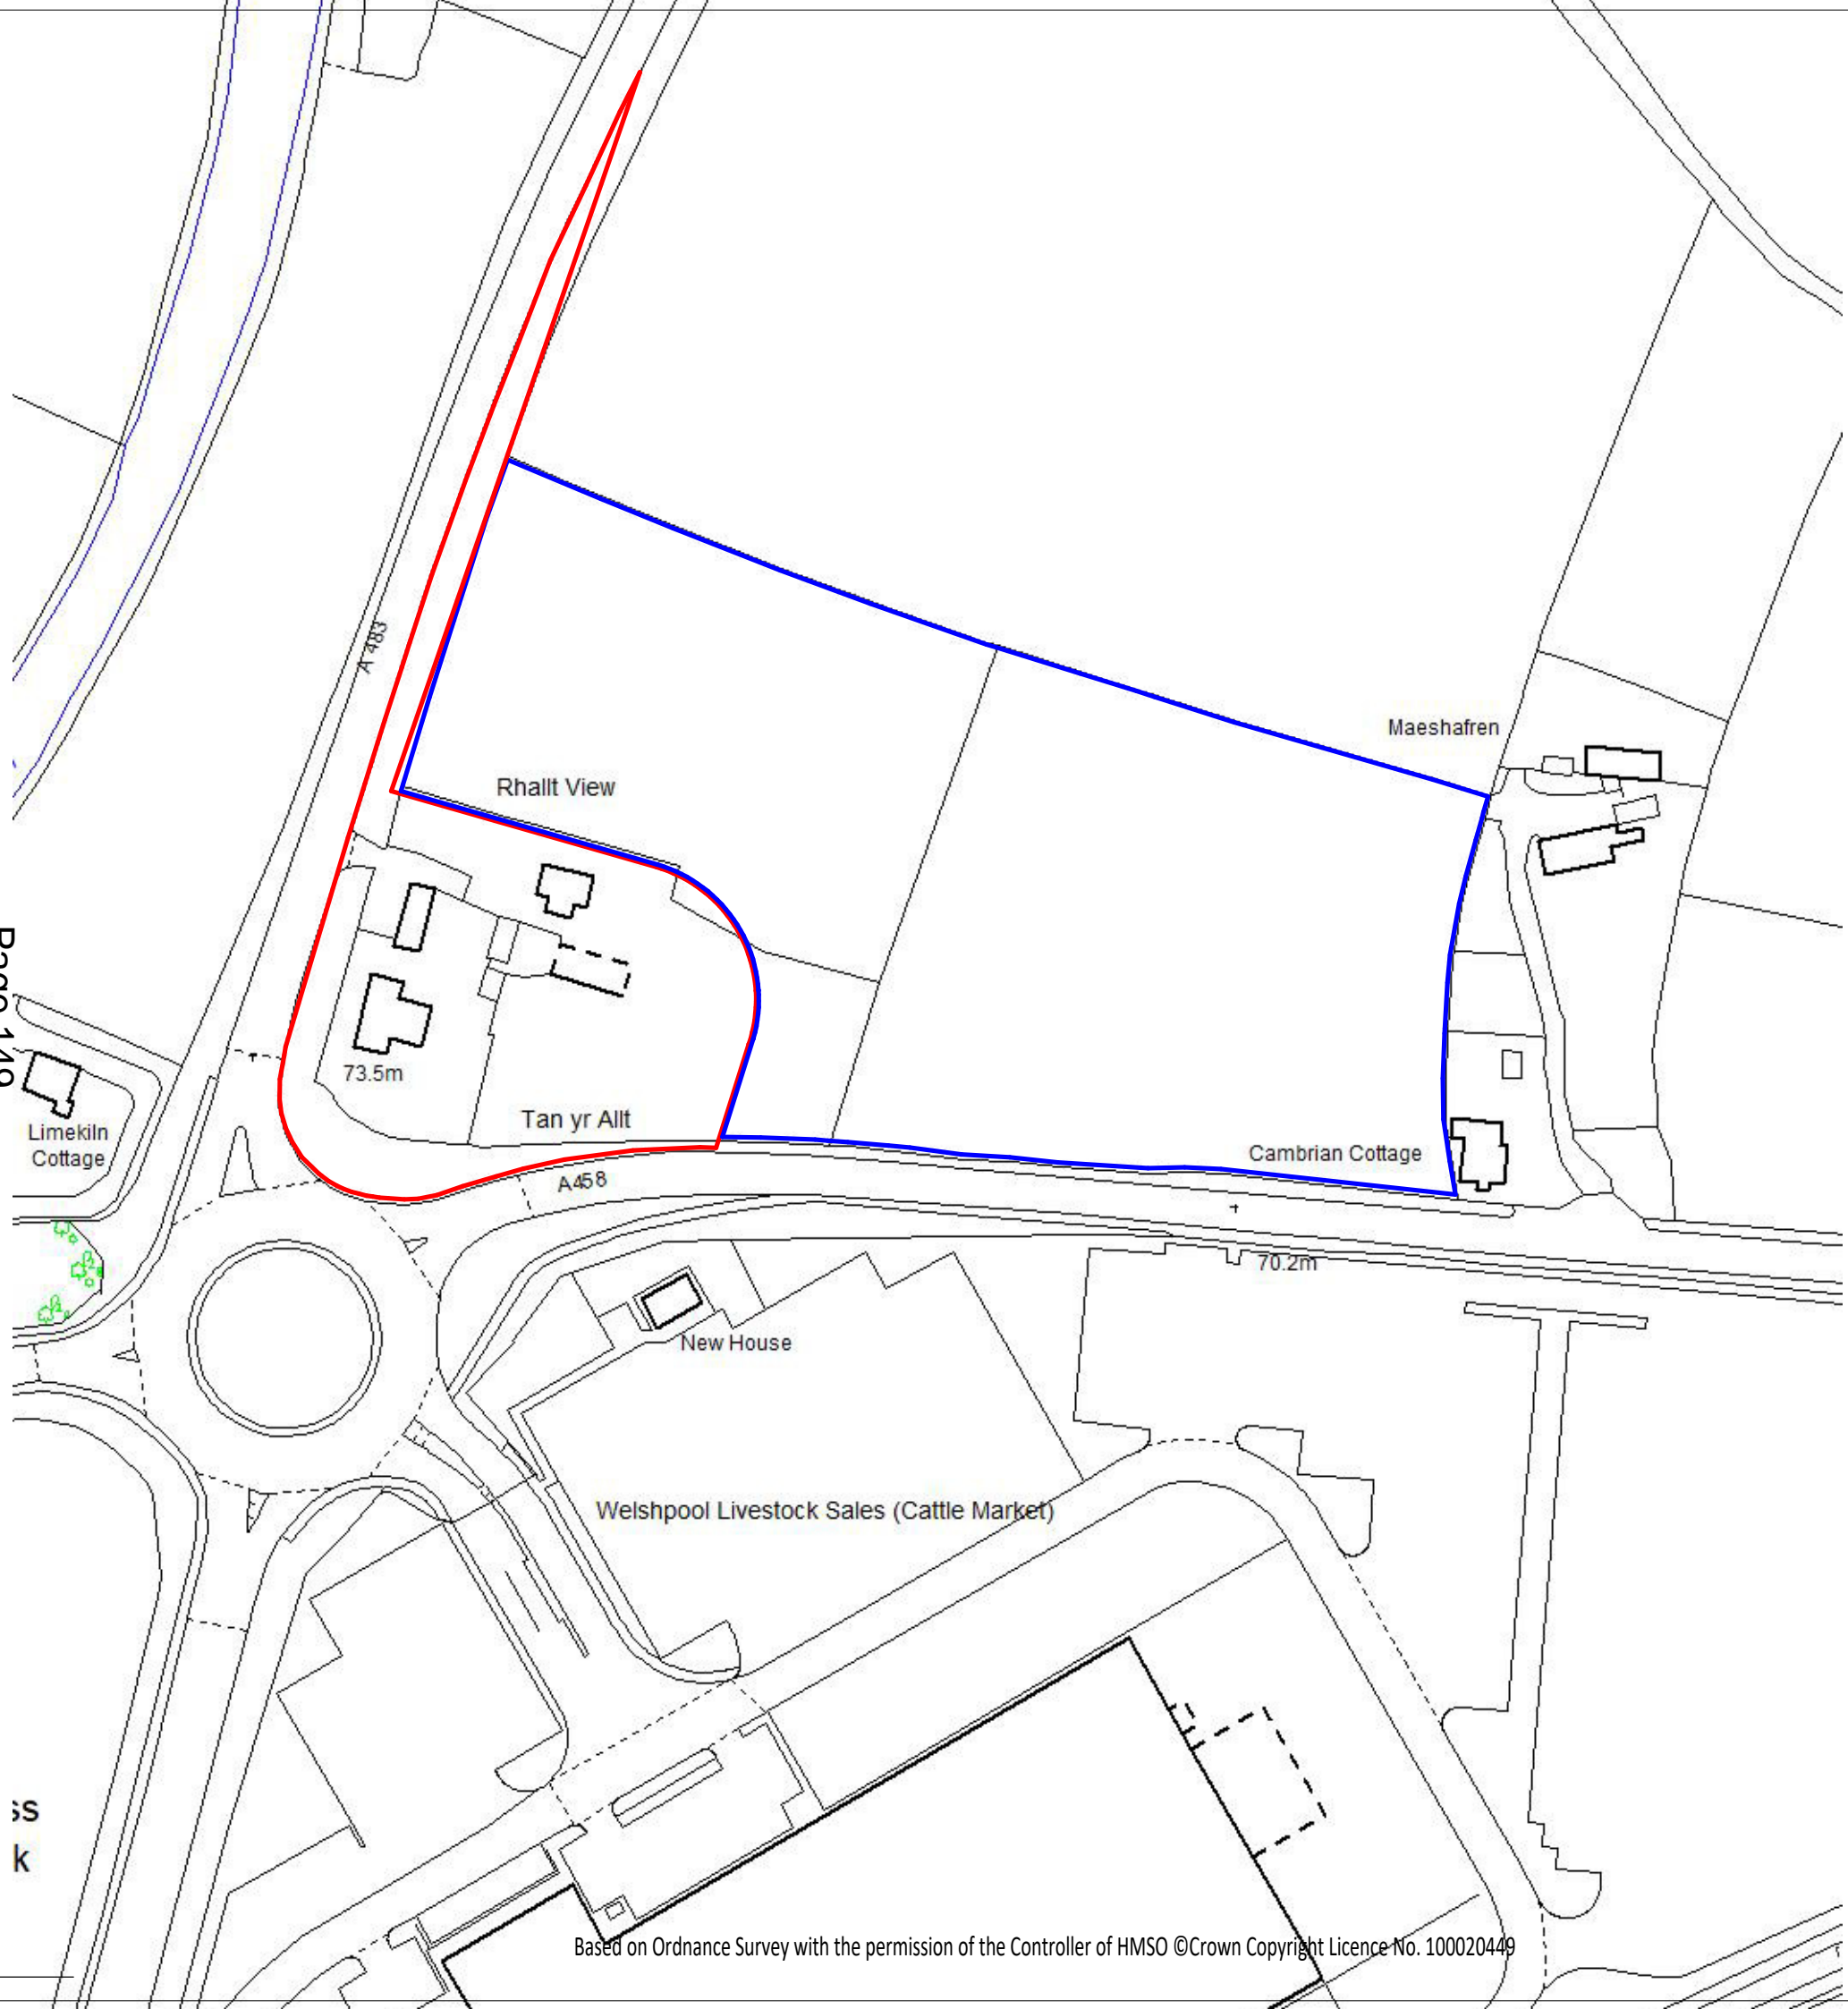 A 483
Maeshafren
Rhallt View
73.5m
Tan yr Allt
Limekiln
Cottage
Cambrian Cottage
A458
70.2m
New House
Welshpool Livestock Sales (Cattle Market)
ss
k
Based on Ordnance Survey with the permission of the Controller of HMSO ©Crown Copyright Licence No. 100020449